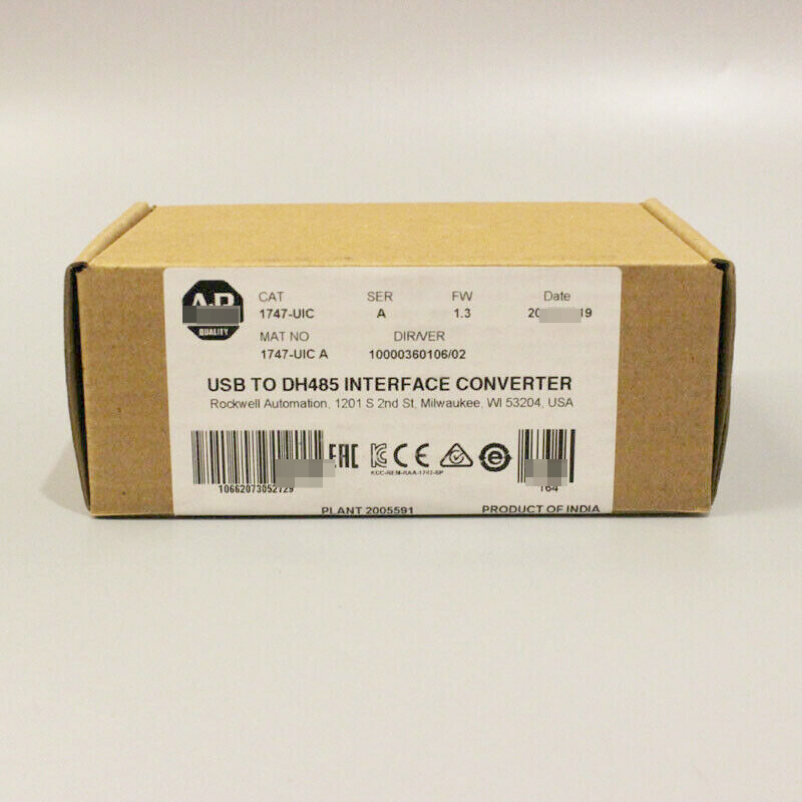 QUALITY
CAT SER FW Date
1747-UIC A 1.3
MAT NO DIR/VER
1747-UIC A 10000360106/02
USB TO DH485 INTERFACE CONVERTER
Rockwell Automation, 1201 S 2nd St, Milwaukee, WI 53204, USA
EAC CE
PLANT 2005591 PRODUCT OF INDIA